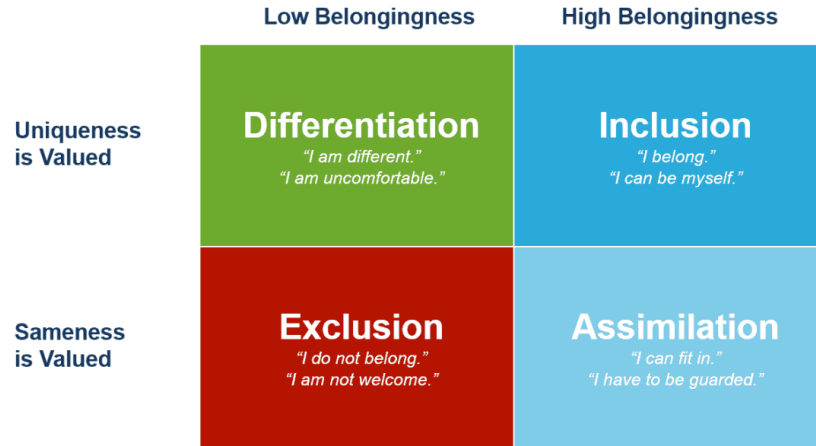 Low Belongingness
High Belongingness
Uniqueness
is Valued
Differentiation
“I am different.”
“I am uncomfortable.”
Inclusion
“I belong.”
“I can be myself.”
Sameness
is Valued
Exclusion
“I do not belong.”
“I am not welcome.”
Assimilation
“I can fit in.”
“I have to be guarded.”